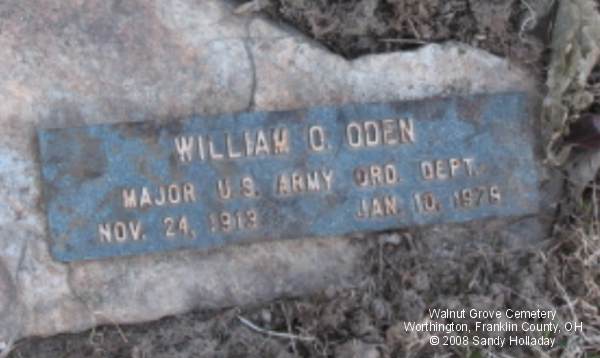 WILLIAM O. ODEN
MAJOR U.S. ARMY ORD. DEPT.
NOV. 24, 1913 JAN. 10, 1979
Walnut Grove Cemetery
Worthington, Franklin County, OH
© 2008 Sandy Holladay